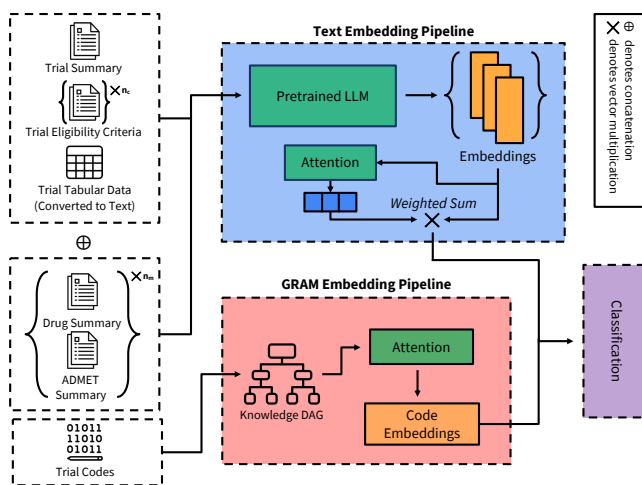 Trial Summary
× n_c
Trial Eligibility Criteria
Trial Tabular Data
(Converted to Text)
⊕
× n_m
Drug Summary
ADMET
Summary
01011
11010
01011
Trial Codes
Text Embedding Pipeline
Pretrained LLM
Embeddings
Attention
Weighted Sum
×
GRAM Embedding Pipeline
Knowledge DAG
Attention
Code
Embeddings
Classification
⊕ denotes concatenation
× denotes vector multiplication